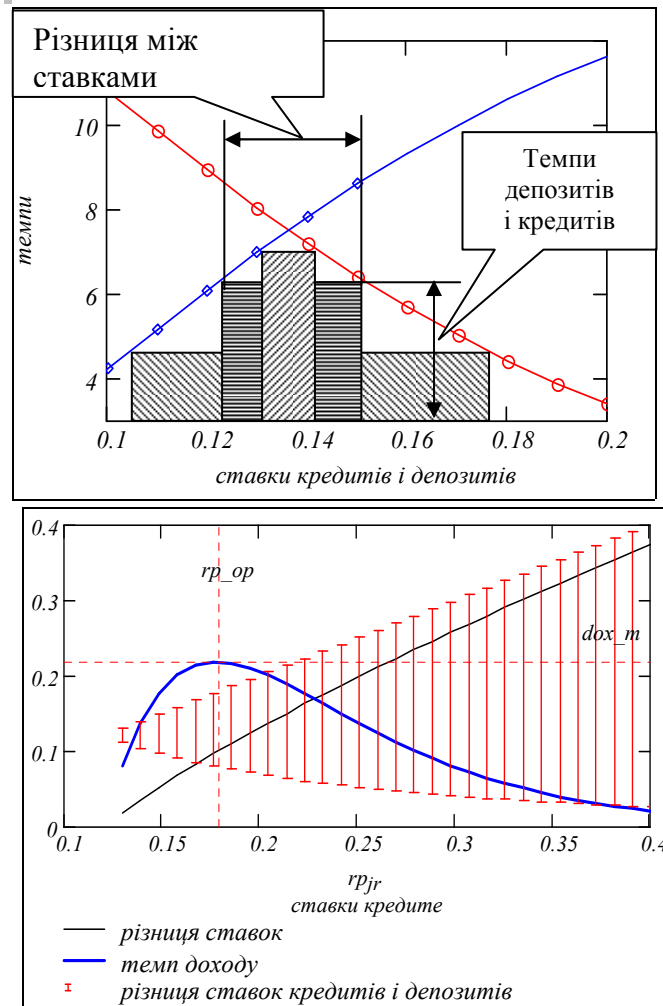 Різниця між
ставками
10
8
6
4
темпи
Темпи
депозитів
і кредитів
0.1 0.12 0.14 0.16 0.18 0.2
ставки кредитів і депозитів
0.4
0.3
0.2
0.1
0
rp_op
dox_m
0.1 0.15 0.2 0.25 0.3 0.35 0.4
rp_jr
ставки кредите
різниця ставок
темп доходу
різниця ставок кредитів і депозитів